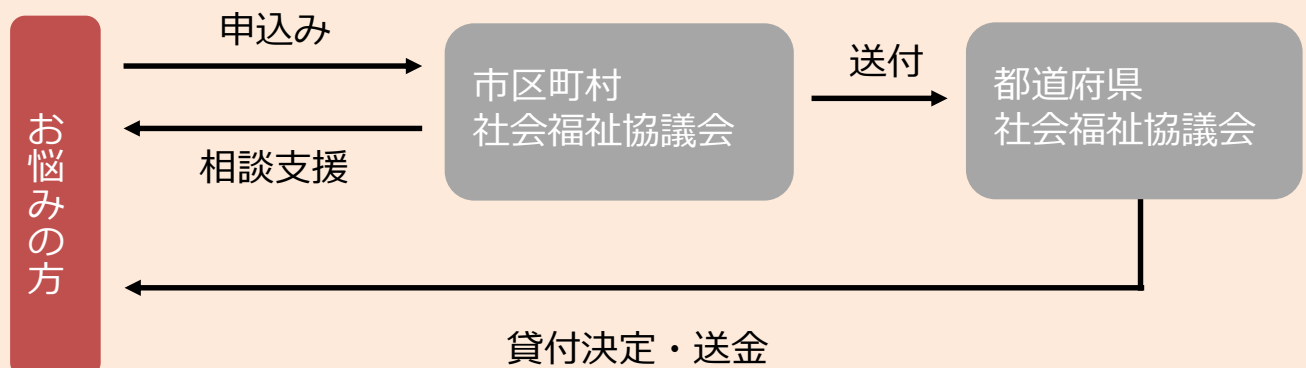 お悩みの方
申込み
相談支援
市区町村
社会福祉協議会
送付
都道府県
社会福祉協議会
貸付決定・送金